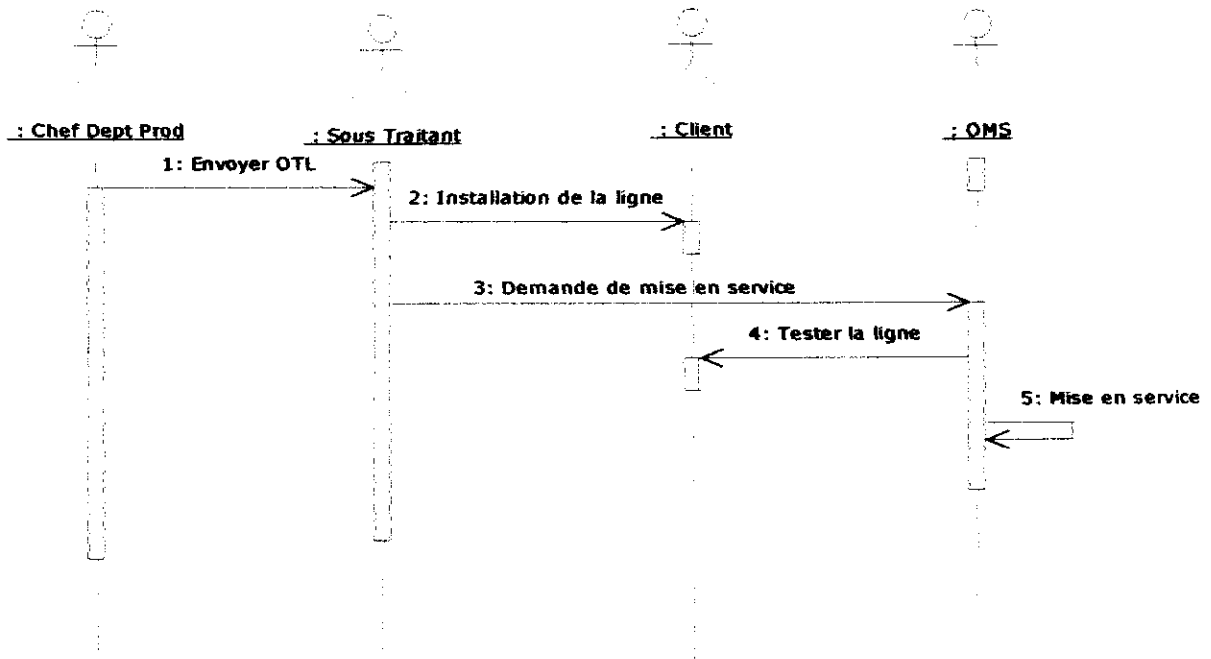 : Chef Dept Prod
: Sous Traitant
: Client
: OMS
1: Envoyer OTL
2: Installation de la ligne
3: Demande de mise en service
4: Tester la ligne
5: Mise en service